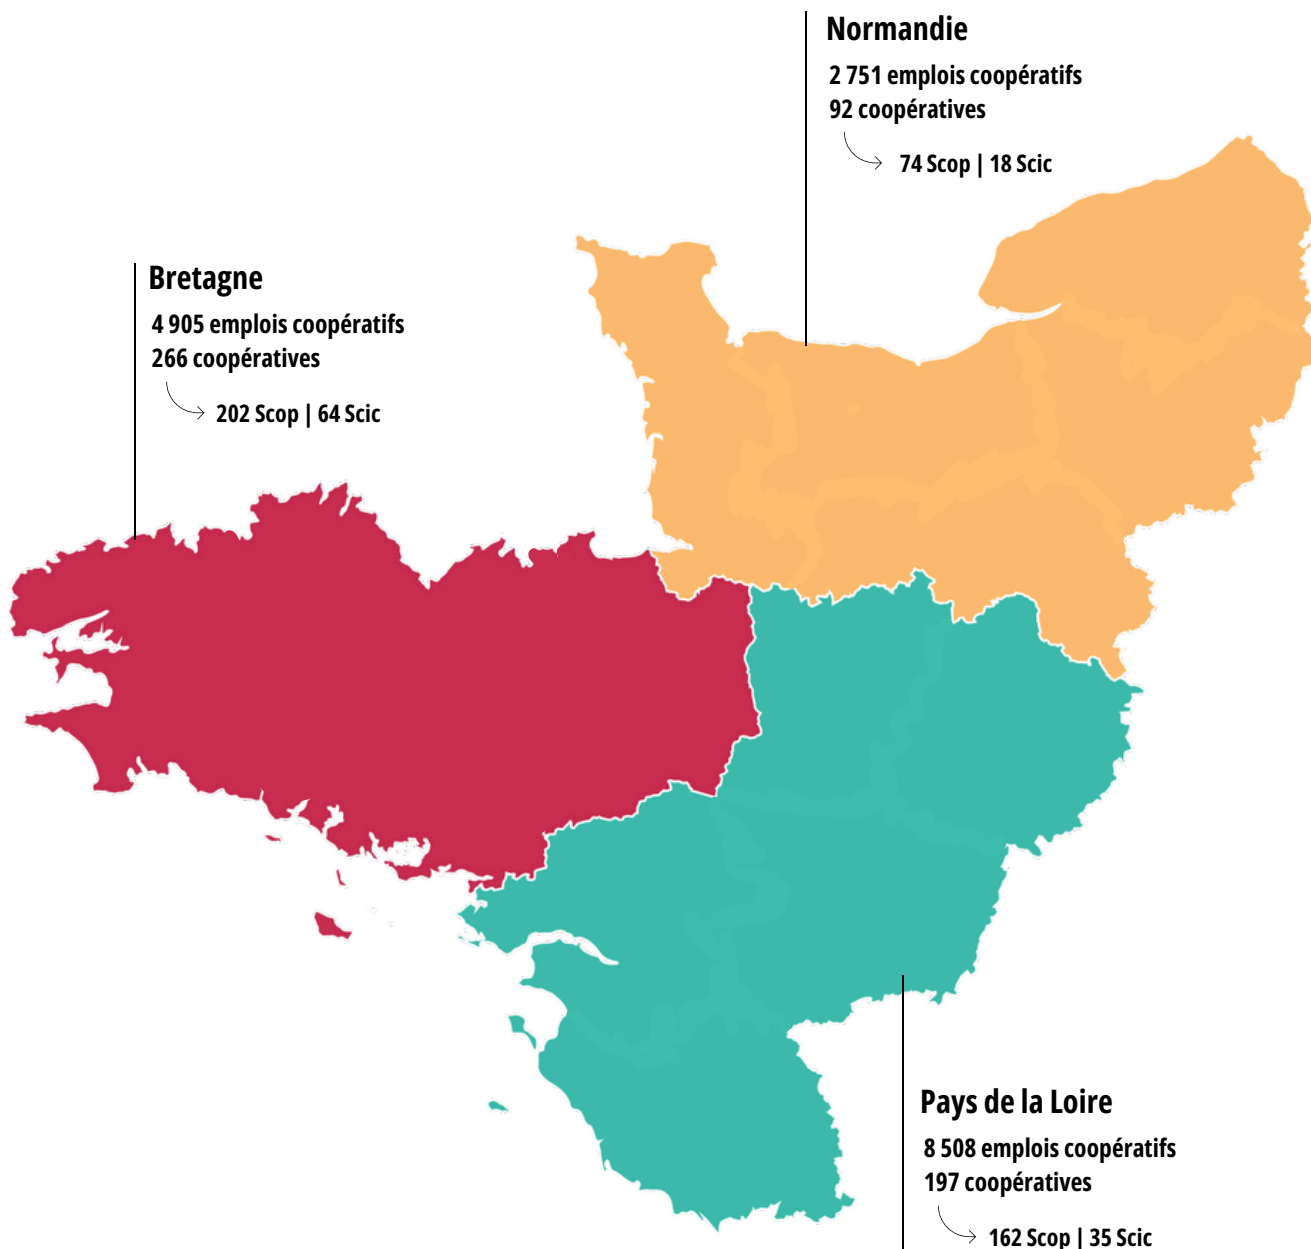 Normandie
2 751 emplois coopératifs
92 coopératives
74 Scop | 18 Scic
Bretagne
4 905 emplois coopératifs
266 coopératives
202 Scop | 64 Scic
Pays de la Loire
8 508 emplois coopératifs
197 coopératives
162 Scop | 35 Scic